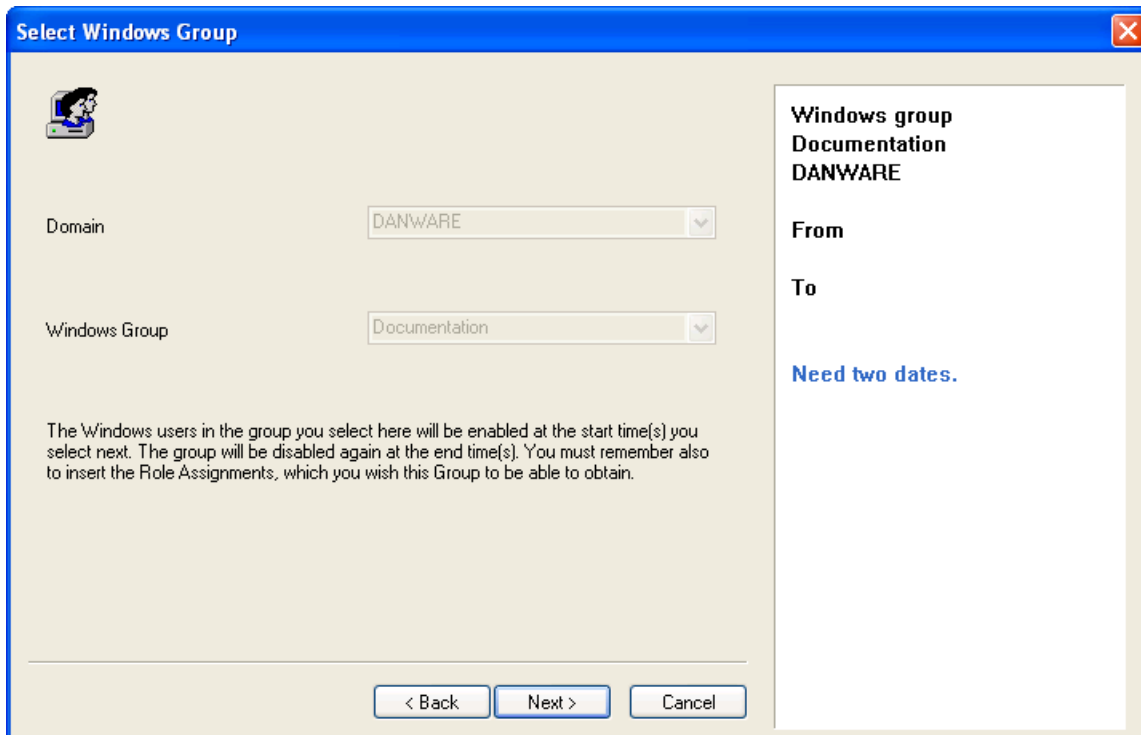 Select Windows Group
Domain
DANWARE
Windows Group
Documentation
The Windows users in the group you select here will be enabled at the start time(s) you
select next. The group will be disabled again at the end time(s). You must remember also
to insert the Role Assignments, which you wish this Group to be able to obtain.
< Back
Next >
Cancel
Windows group
Documentation
DANWARE
From
To
Need two dates.